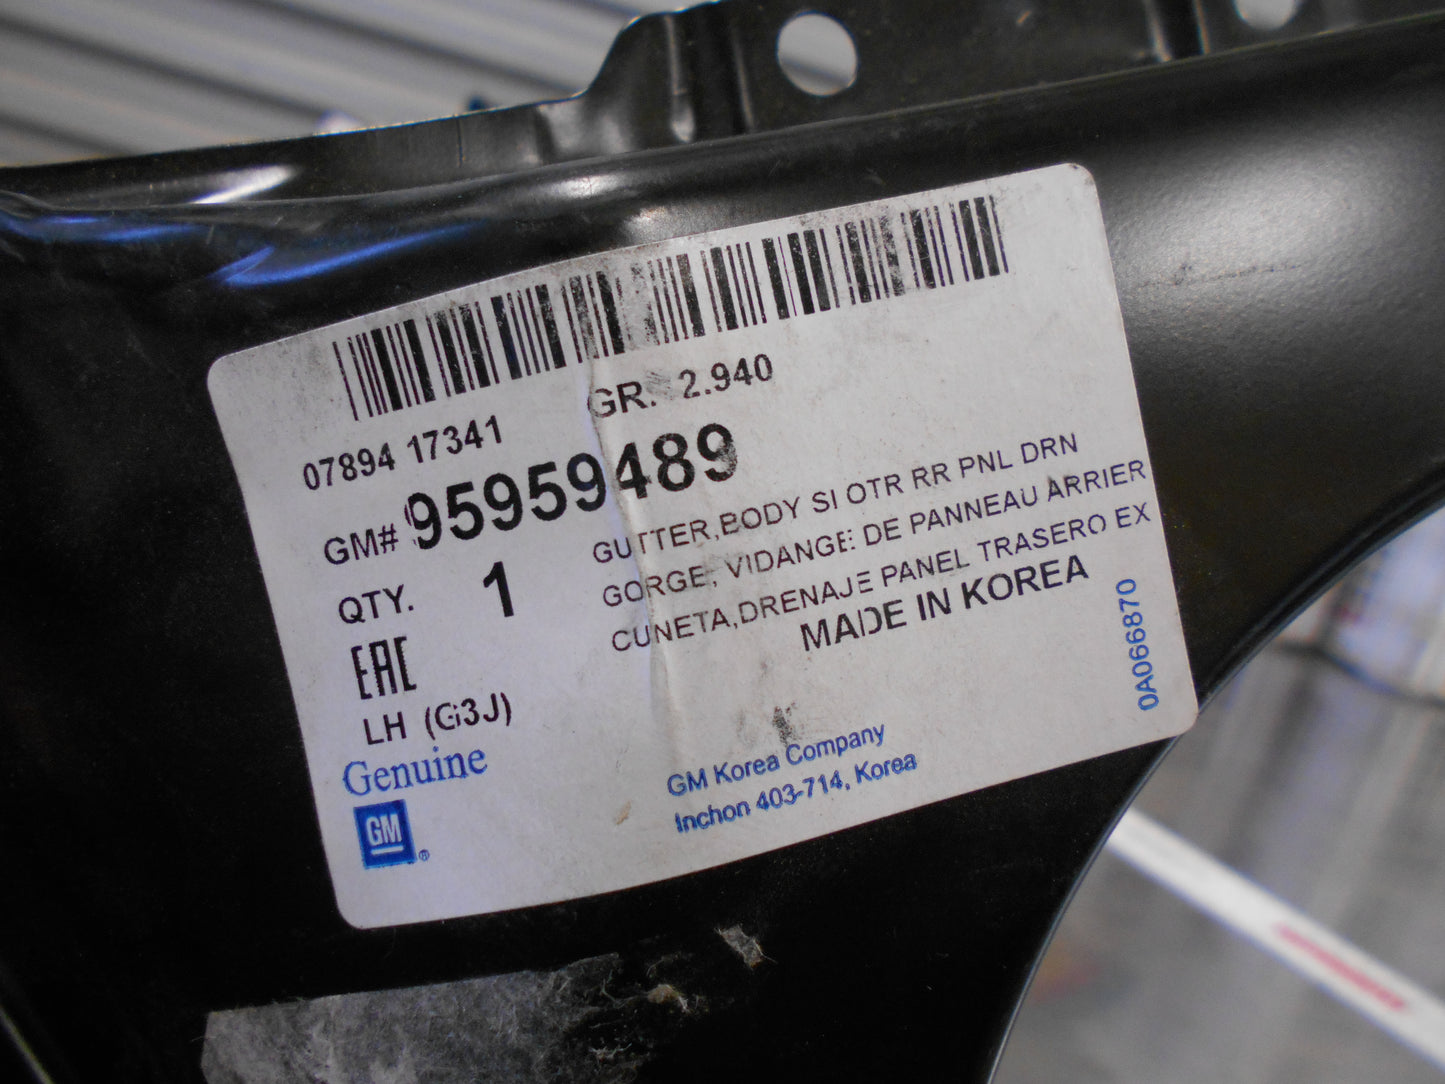 07894 17341
GR. 2.940
GM# 95959489
GUTTER,BODY SI OTR RR PNL DRN
GORGE, VIDANGE DE PANNEAU ARRIER
CUNETA,DRENAJE PANEL TRASERO EX
QTY. 1
MADE IN KOREA
EAC
LH (G3J)
Genuine
GM
®
GM Korea Company
Inchon 403-714, Korea
0A066870